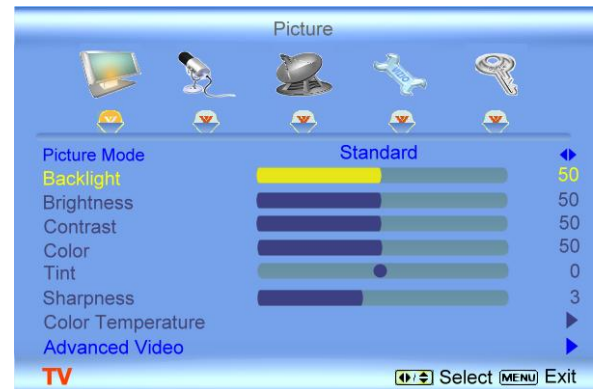 Picture
Picture Mode Standard
Backlight 50
Brightness 50
Contrast 50
Color 50
Tint 0
Sharpness 3
Color Temperature
Advanced Video
TV Select MENU Exit